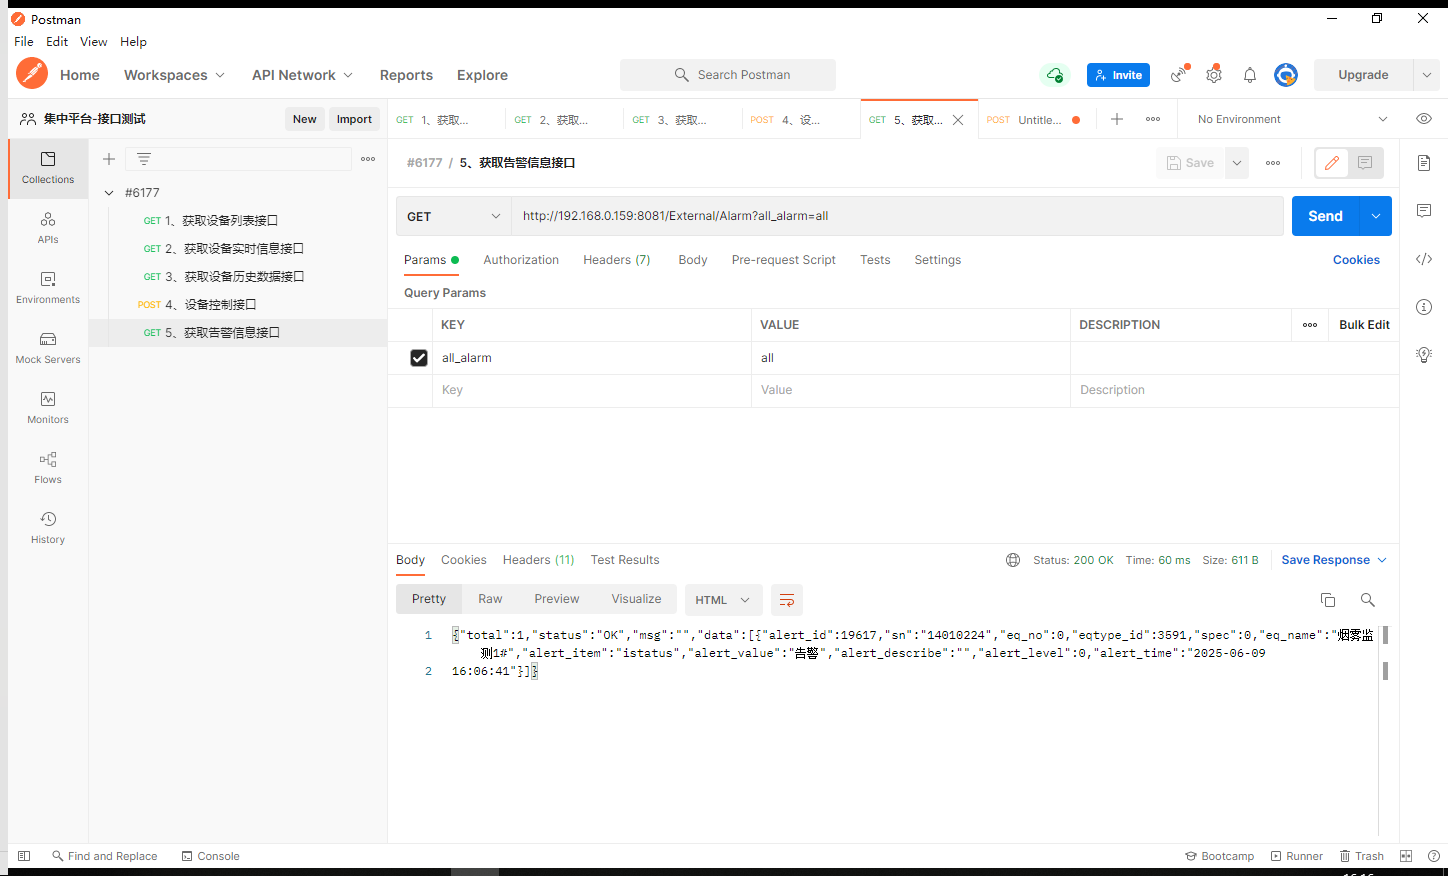 Postman
File Edit View Help
Home Workspaces API Network Reports Explore Search Postman Invite Upgrade
集中平台-接口测试 New Import
GET 1、获取... GET 2、获取... GET 3、获取... POST 4、设... GET 5、获取... POST Untitle... No Environment
Collections
APIs
Environments
Mock Servers
Monitors
Flows
History
#6177
GET 1、获取设备列表接口
GET 2、获取设备实时信息接口
GET 3、获取设备历史数据接口
POST 4、设备控制接口
GET 5、获取告警信息接口
#6177 / 5、获取告警信息接口 Save
GET http://192.168.0.159:8081/External/Alarm?all_alarm=all Send
Params Authorization Headers (7) Body Pre-request Script Tests Settings Cookies
Query Params
KEY VALUE DESCRIPTION Bulk Edit
all_alarm all
Key Value Description
Body Cookies Headers (11) Test Results Status: 200 OK Time: 60 ms Size: 611 B Save Response
Pretty Raw Preview Visualize HTML
1 {"total":1,"status":"OK","msg":"","data":[{"alert_id":19617,"sn":"14010224","eq_no":0,"eqtype_id":3591,"spec":0,"eq_name":"烟雾监
测1#","alert_item":"istatus","alert_value":"告警","alert_describe":"","alert_level":0,"alert_time":"2025-06-09
2 16:06:41"}]}
Find and Replace Console Bootcamp Runner Trash